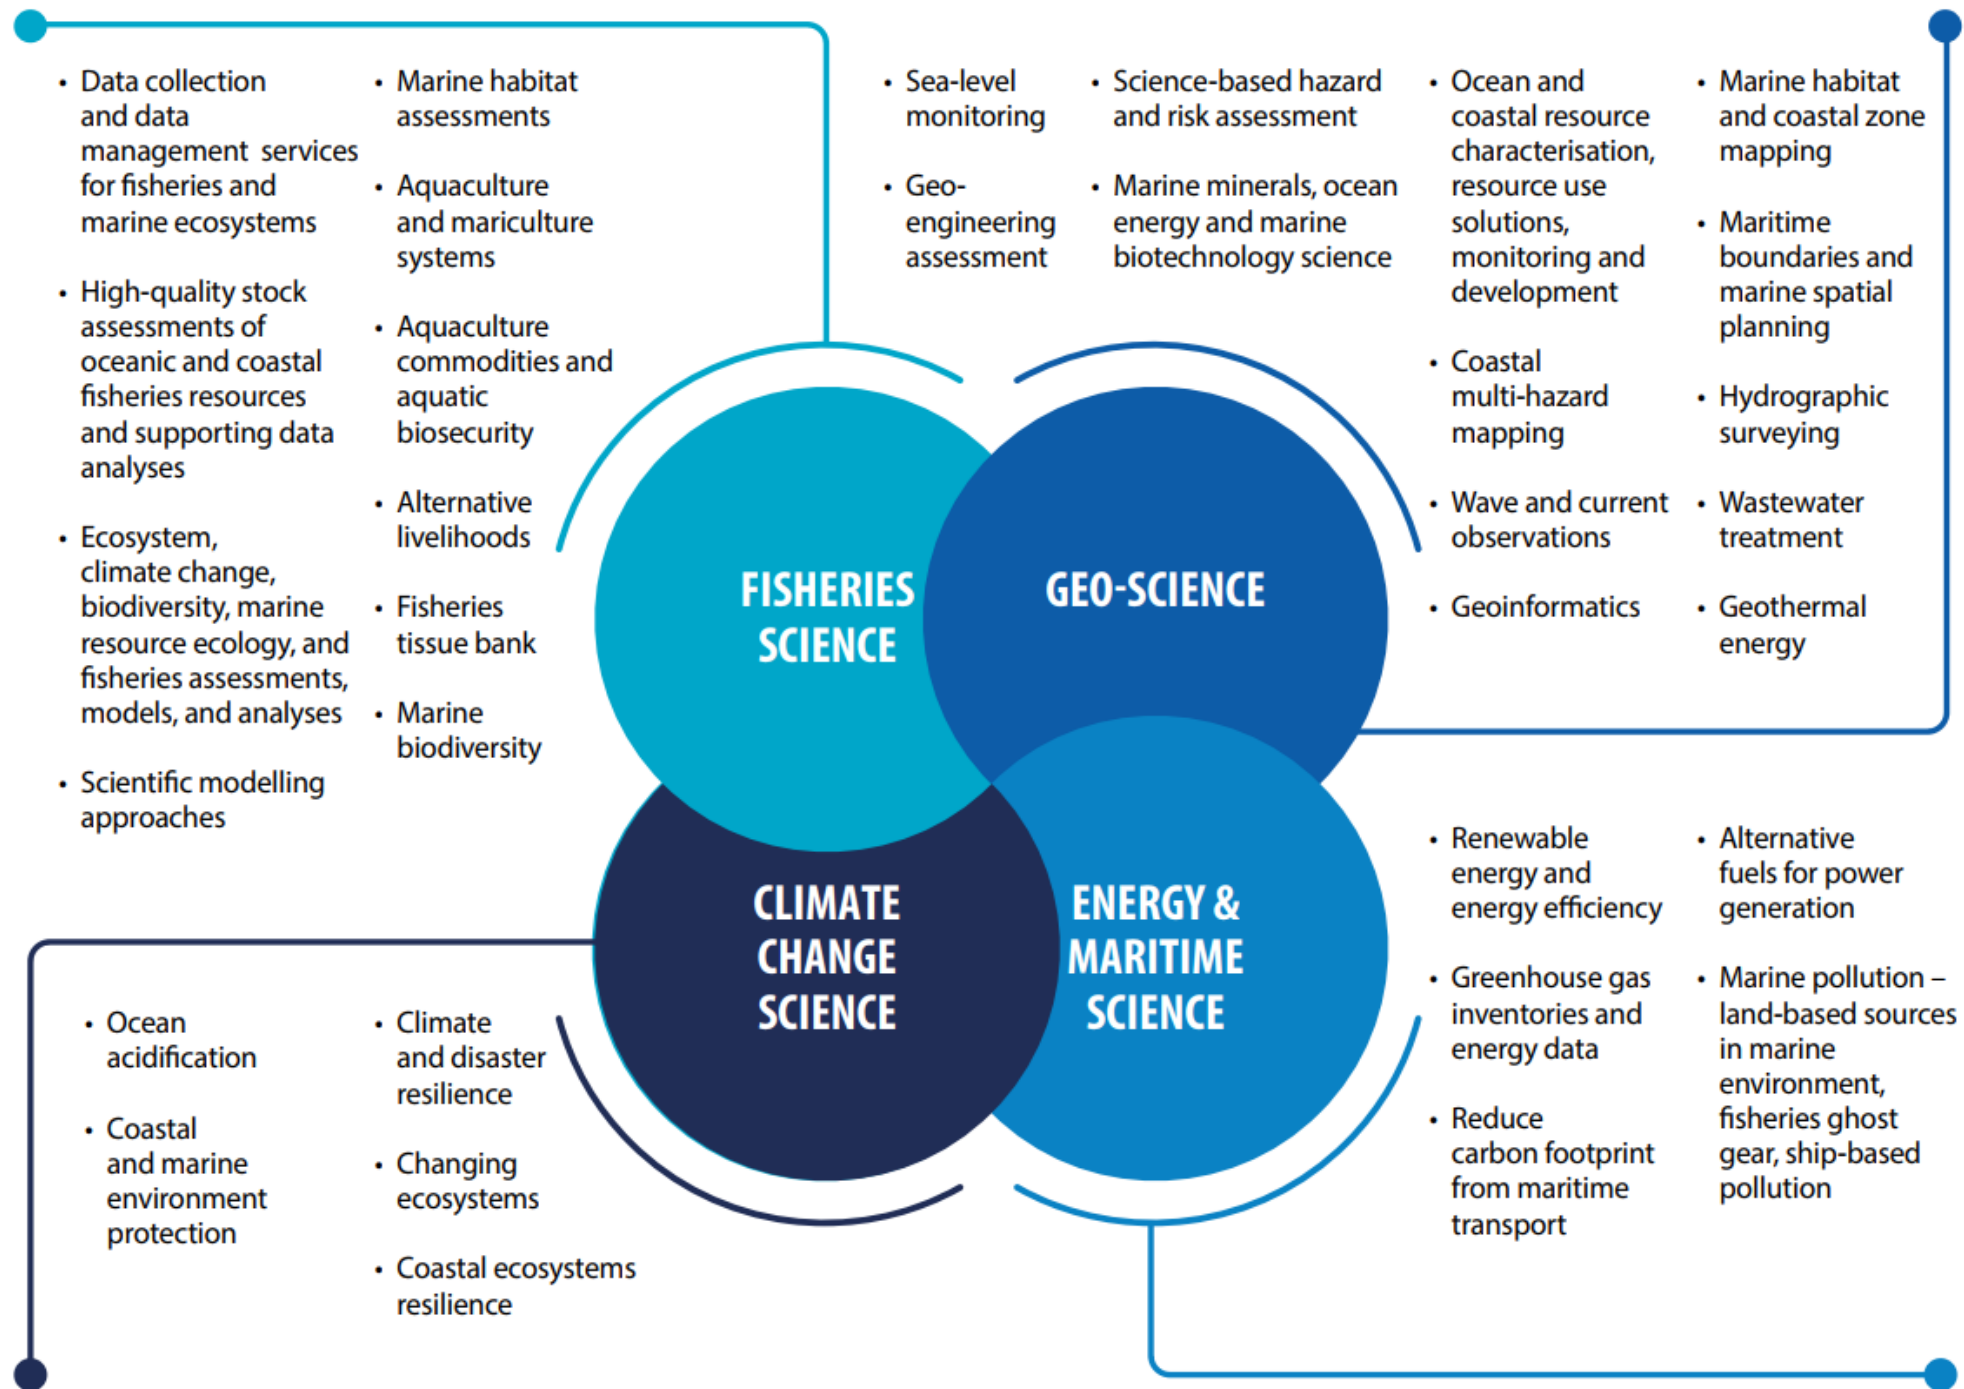 • Data collection
and data
management services
for fisheries and
marine ecosystems
• High-quality stock
assessments of
oceanic and coastal
fisheries resources
and supporting data
analyses
• Ecosystem,
climate change,
biodiversity, marine
resource ecology, and
fisheries assessments,
models, and analyses
• Scientific modelling
approaches
• Marine habitat
assessments
• Aquaculture
and mariculture
systems
• Aquaculture
commodities and
aquatic
biosecurity
• Alternative
livelihoods
• Fisheries
tissue bank
• Marine
biodiversity
• Sea-level
monitoring
• Geo-
engineering
assessment
• Science-based hazard
and risk assessment
• Marine minerals, ocean
energy and marine
biotechnology science
• Ocean and
coastal resource
characterisation,
resource use
solutions,
monitoring and
development
• Coastal
multi-hazard
mapping
• Wave and current
observations
• Geoinformatics
• Marine habitat
and coastal zone
mapping
• Maritime
boundaries and
marine spatial
planning
• Hydrographic
surveying
• Wastewater
treatment
• Geothermal
energy
FISHERIES
SCIENCE
GEO-SCIENCE
CLIMATE
CHANGE
SCIENCE
ENERGY &
MARITIME
SCIENCE
• Ocean
acidification
• Coastal
and marine
environment
protection
• Climate
and disaster
resilience
• Changing
ecosystems
• Coastal ecosystems
resilience
• Renewable
energy and
energy efficiency
• Greenhouse gas
inventories and
energy data
• Reduce
carbon footprint
from maritime
transport
• Alternative
fuels for power
generation
• Marine pollution –
land-based sources
in marine
environment,
fisheries ghost
gear, ship-based
pollution